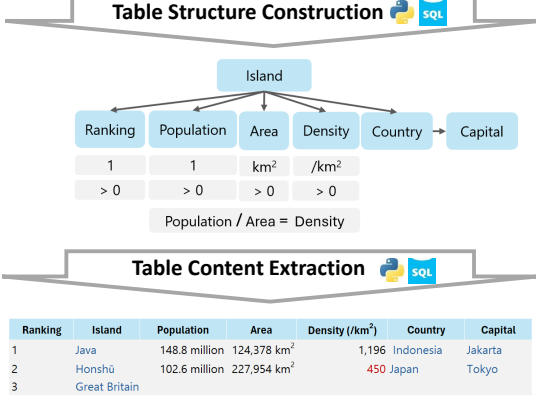 Table Structure Construction SQL
Island
Ranking Population Area Density Country Capital
1 1 km² /km²
> 0 > 0 > 0 > 0
Population / Area = Density
Table Content Extraction SQL
Ranking Island Population Area Density (/km²) Country Capital
1 Java 148.8 million 124,378 km² 1,196 Indonesia Jakarta
2 Honshū 102.6 million 227,954 km² 450 Japan Tokyo
3 Great Britain